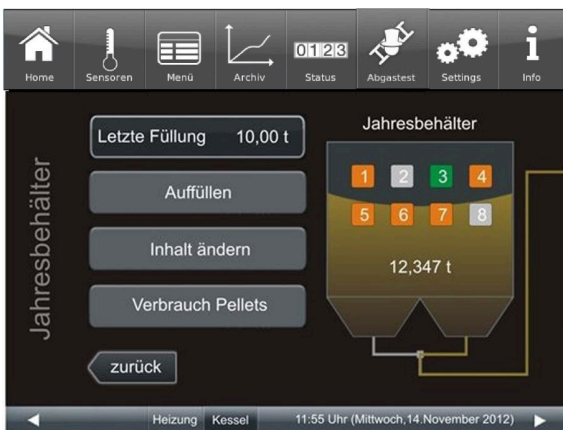 0123
Home Sensoren Menü Archiv Status Abgastest Settings Info
Jahresbehälter
Letzte Füllung 10,00 t
Auffüllen
Inhalt ändern
Verbrauch Pellets
zurück
Jahresbehälter
1 2 3 4
5 6 7 8
12,347 t
Heizung Kessel 11:55 Uhr (Mittwoch,14.November 2012)